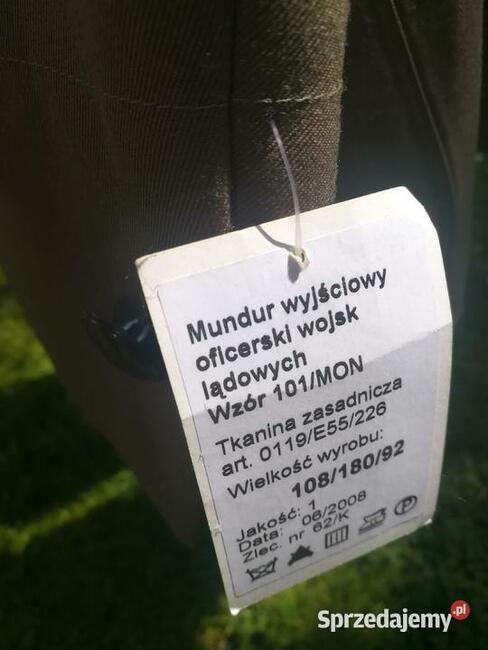 Mundur wyjściowy
oficerski wojsk
lądowych
Wzór 101/MON
Tkanina zasadnicza
art. 0119/E55/226
Wielkość wyrobu:
108/180/92
Jakość: 1
Data: 06/2008
Zlec. nr 62/K
P
Sprzedajemy.pl